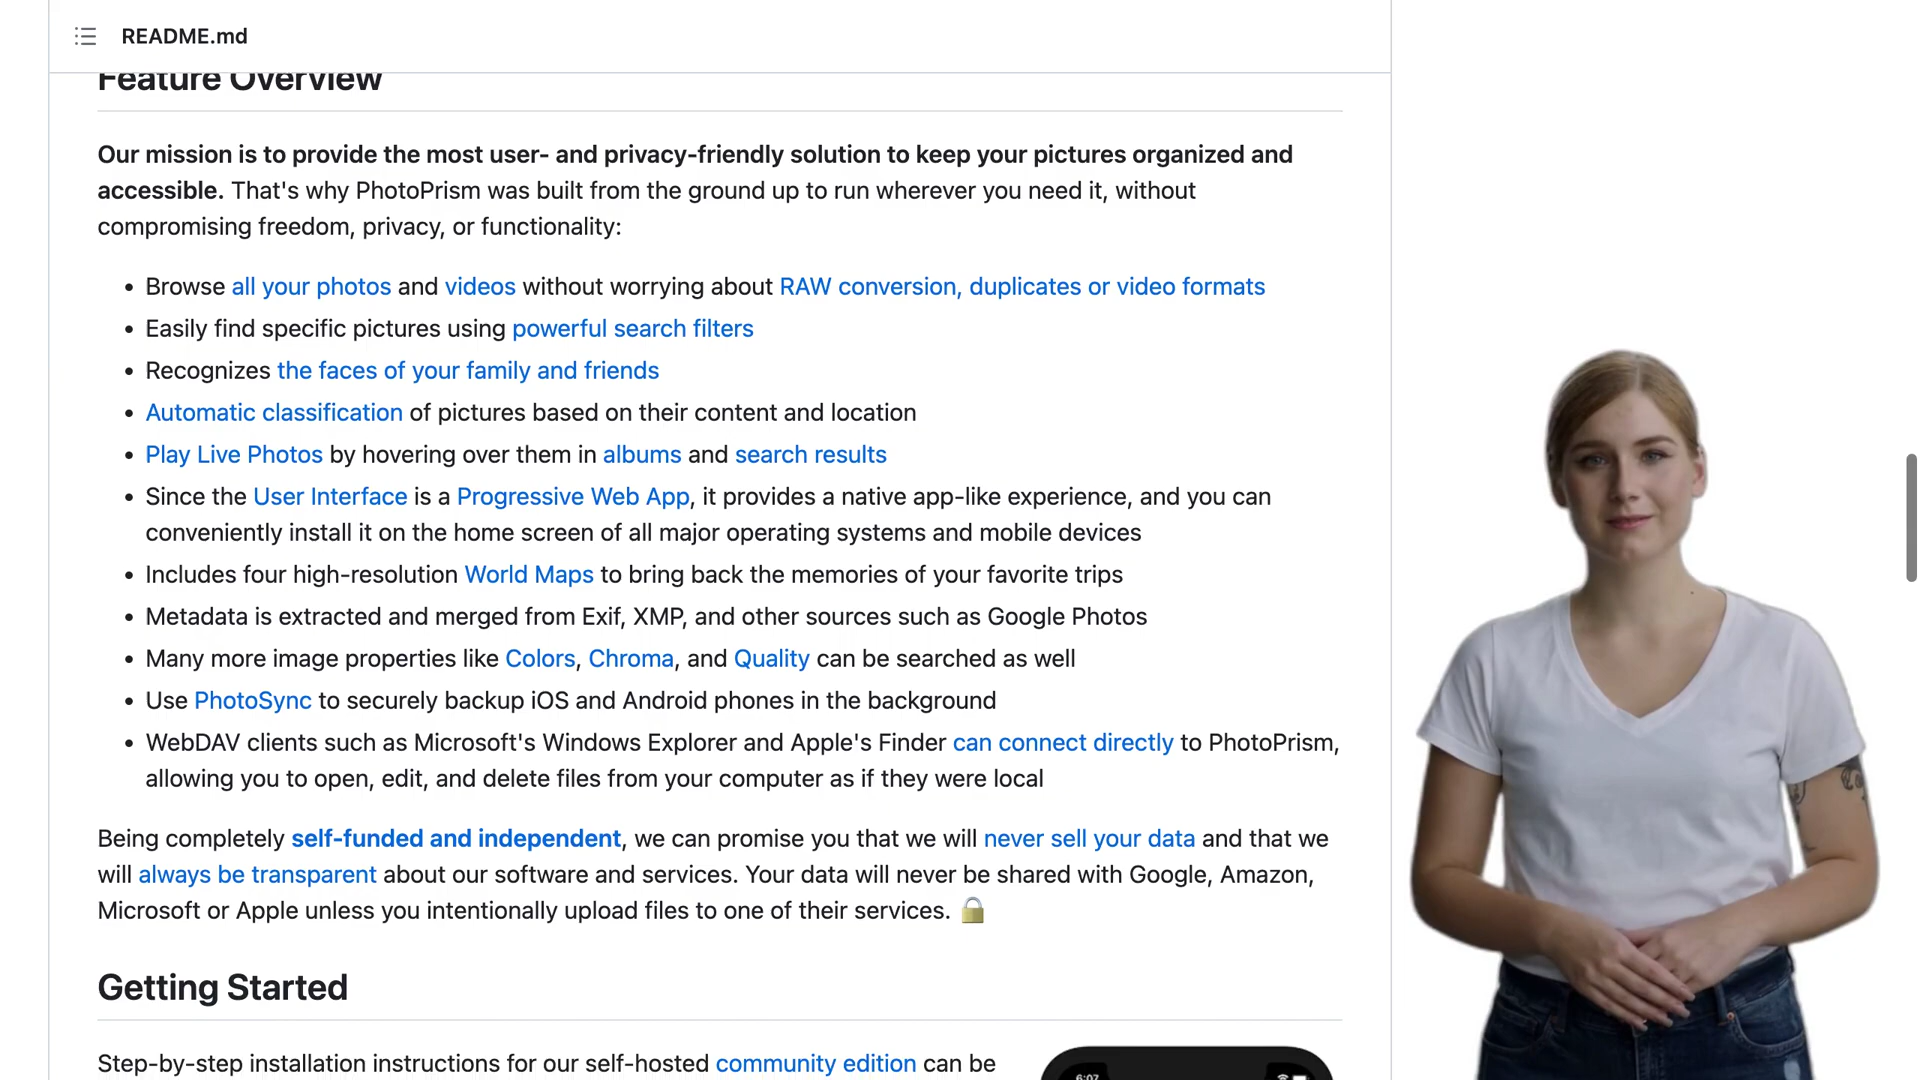 README.md
Feature Overview
Our mission is to provide the most user- and privacy-friendly solution to keep your pictures organized and
accessible. That's why PhotoPrism was built from the ground up to run wherever you need it, without
compromising freedom, privacy, or functionality:
• Browse all your photos and videos without worrying about RAW conversion, duplicates or video formats
• Easily find specific pictures using powerful search filters
• Recognizes the faces of your family and friends
• Automatic classification of pictures based on their content and location
• Play Live Photos by hovering over them in albums and search results
• Since the User Interface is a Progressive Web App, it provides a native app-like experience, and you can
conveniently install it on the home screen of all major operating systems and mobile devices
• Includes four high-resolution World Maps to bring back the memories of your favorite trips
• Metadata is extracted and merged from Exif, XMP, and other sources such as Google Photos
• Many more image properties like Colors, Chroma, and Quality can be searched as well
• Use PhotoSync to securely backup iOS and Android phones in the background
• WebDAV clients such as Microsoft's Windows Explorer and Apple's Finder can connect directly to PhotoPrism,
allowing you to open, edit, and delete files from your computer as if they were local
Being completely self-funded and independent, we can promise you that we will never sell your data and that we
will always be transparent about our software and services. Your data will never be shared with Google, Amazon,
Microsoft or Apple unless you intentionally upload files to one of their services. 🔒
Getting Started
Step-by-step installation instructions for our self-hosted community edition can be
6:07